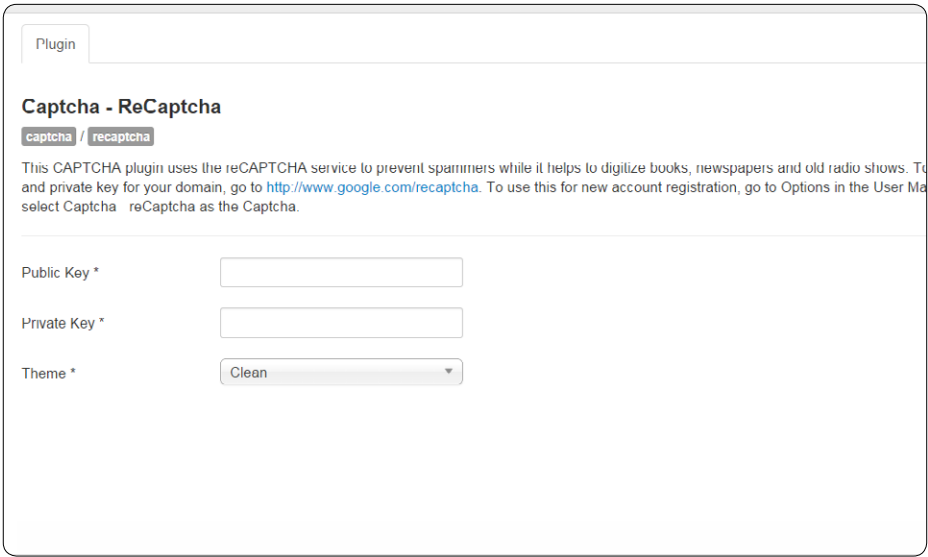 Plugin
Captcha - ReCaptcha
captcha / recaptcha
This CAPTCHA plugin uses the reCAPTCHA service to prevent spammers while it helps to digitize books, newspapers and old radio shows. To
and private key for your domain, go to http://www.google.com/recaptcha. To use this for new account registration, go to Options in the User Ma
select Captcha reCaptcha as the Captcha.
Public Key *
Private Key *
Theme * Clean